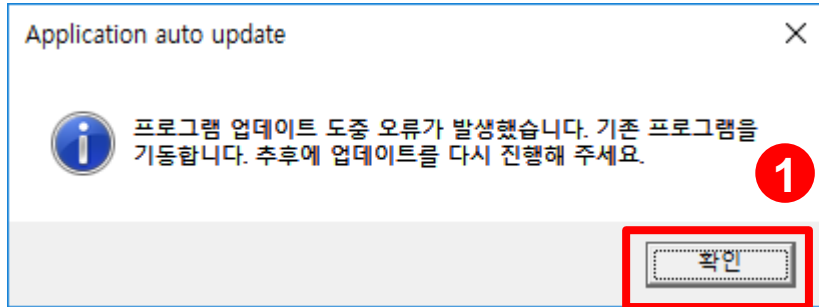 Application auto update
프로그램 업데이트 도중 오류가 발생했습니다. 기존 프로그램을
기동합니다. 추후에 업데이트를 다시 진행해 주세요.
1
확인